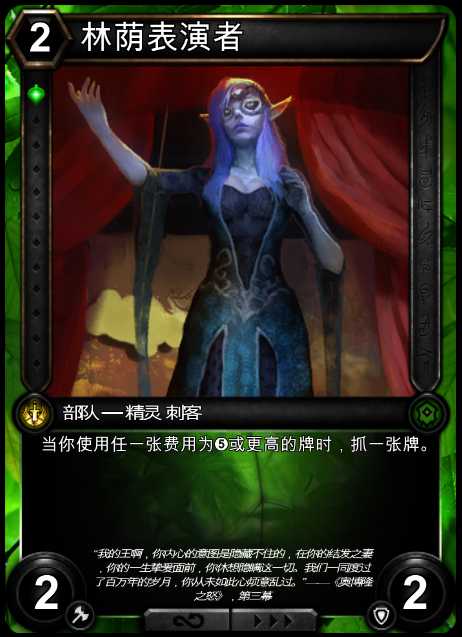 2
林荫表演者
部队 — 精灵 刺客
当你使用任一张费用为❺或更高的牌时，抓一张牌。
“我的王啊，你内心的意图是隐藏不住的，在你的结发之妻
，你的一生挚爱面前，你休想隐瞒这一切。我们一同度过
了百万年的岁月，你从未如此心烦意乱过。”——《奥博隆
之怒》，第三幕
2
2